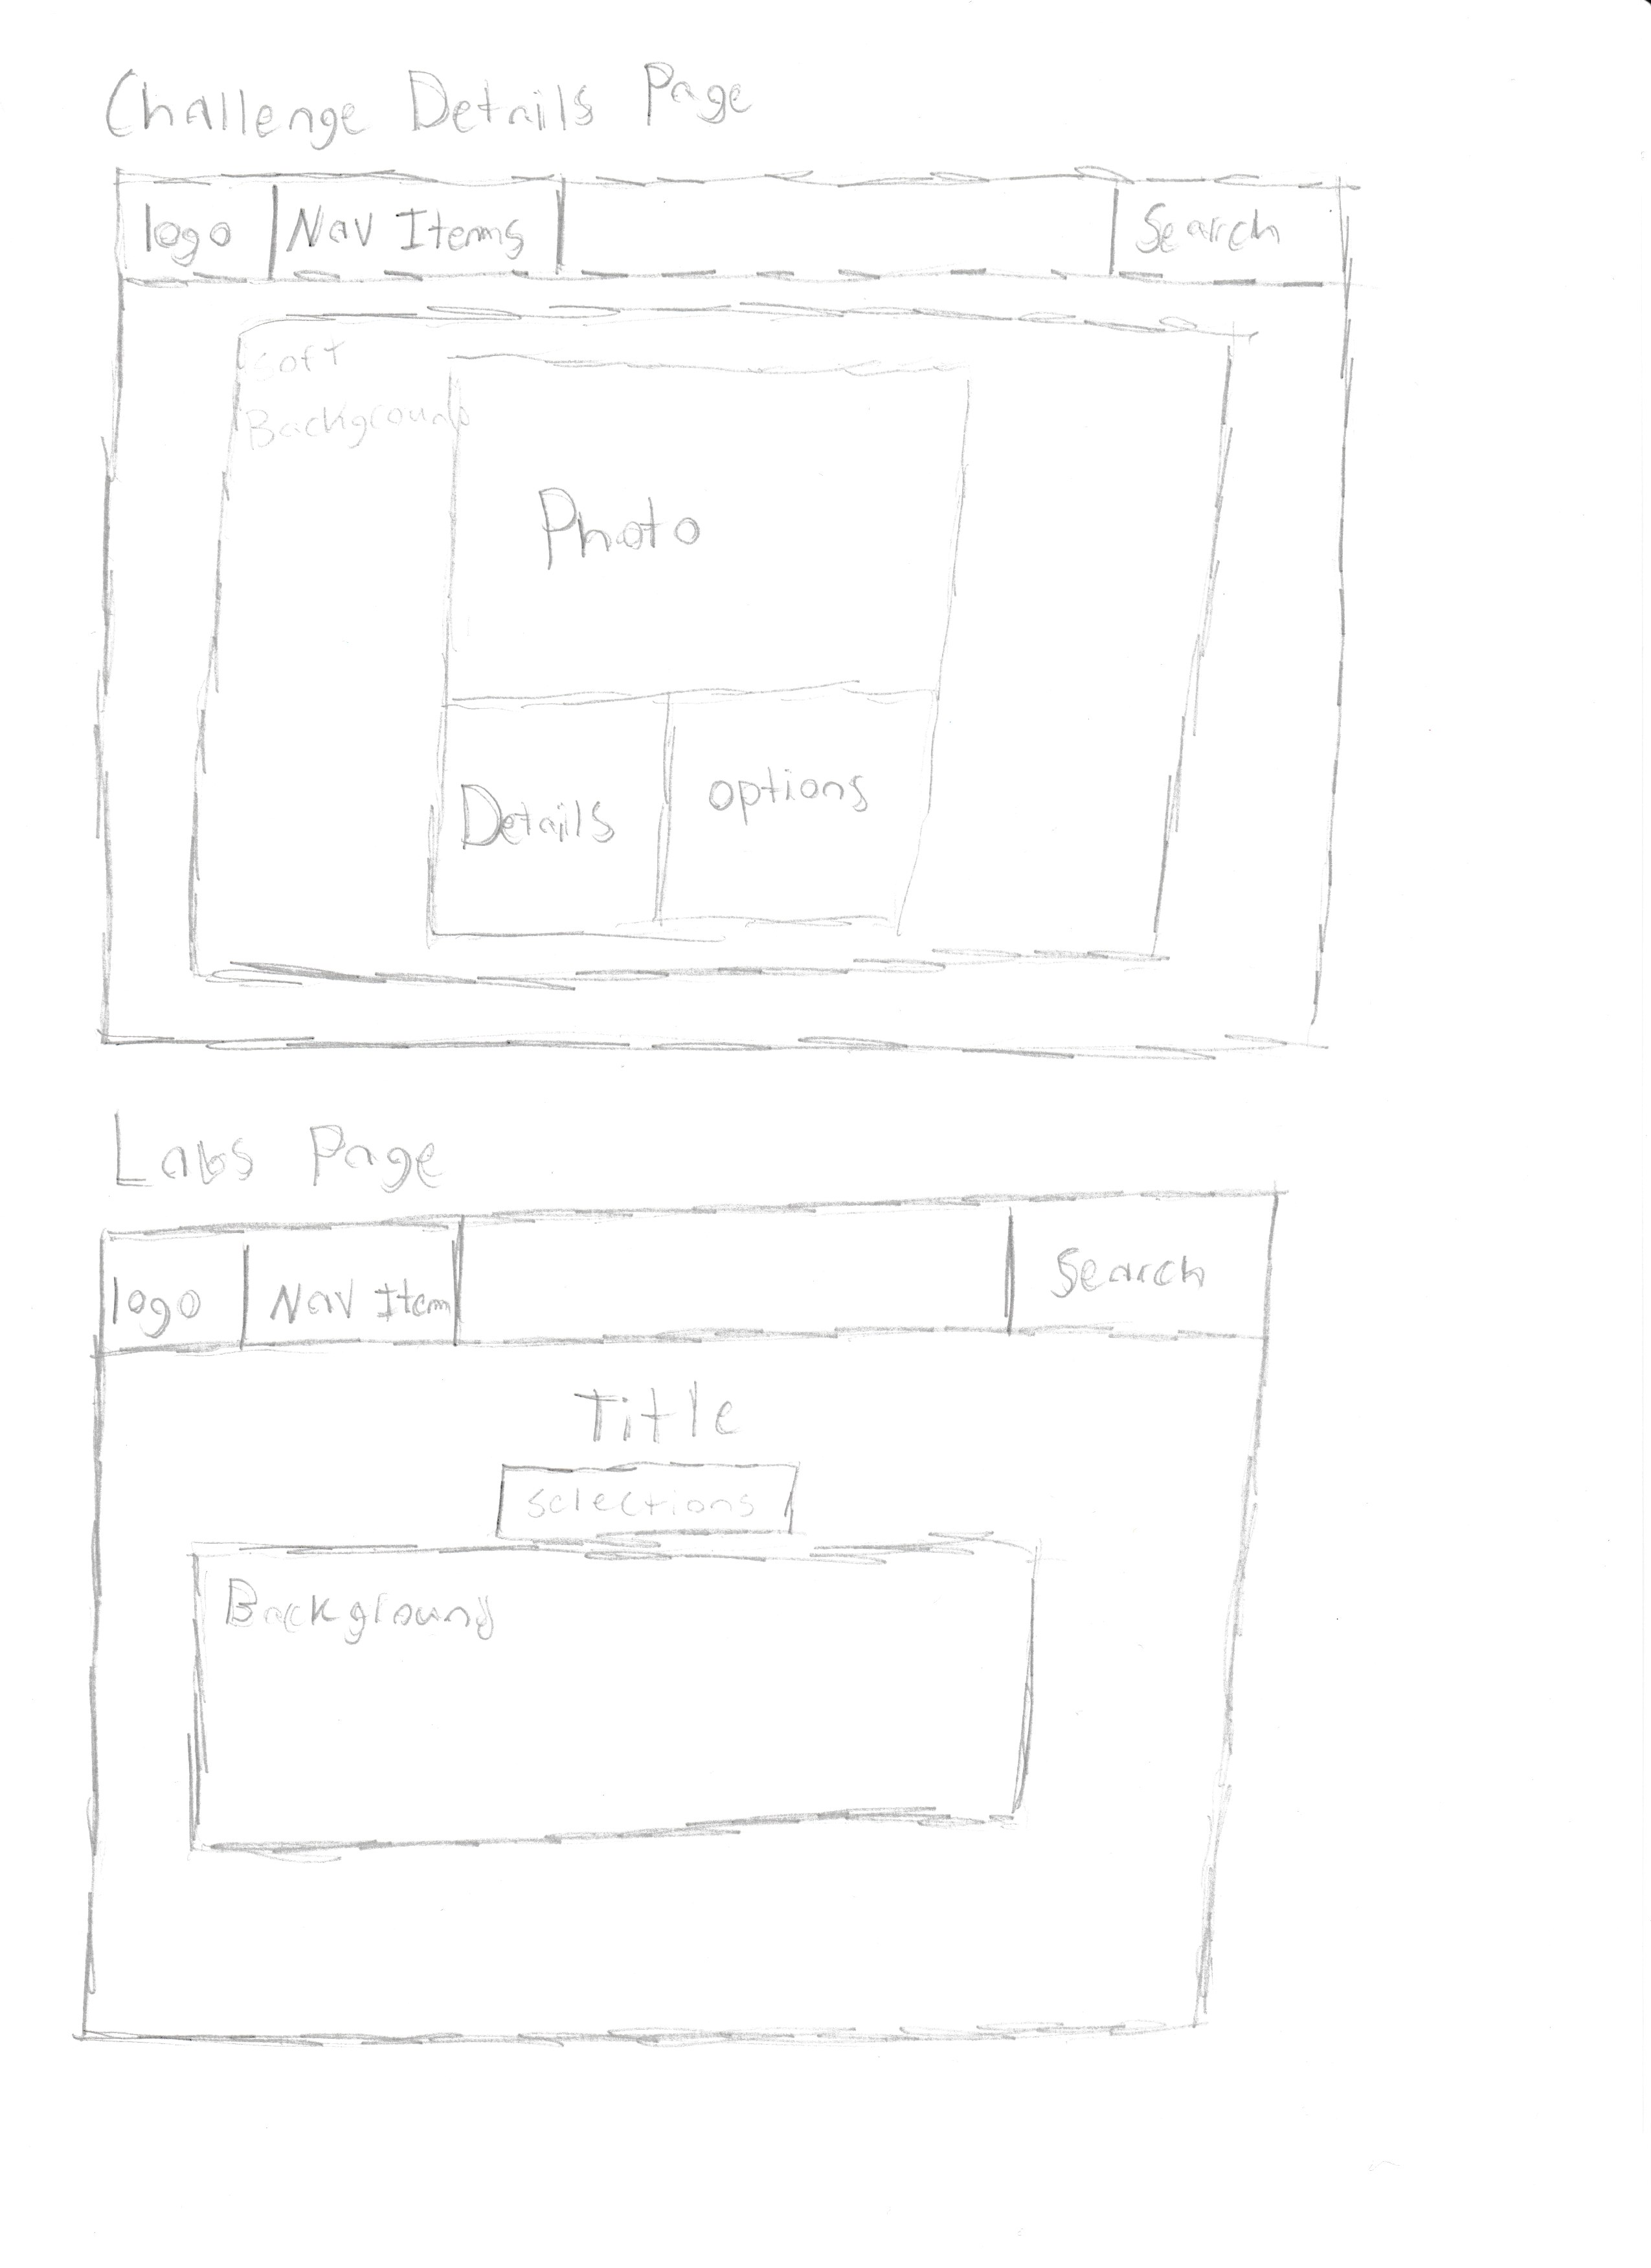 Challenge Details Page
logo Nav Items Search
soft
Background
Photo
Details options
Labs Page
logo Nav Item Search
Title
Selections
Background